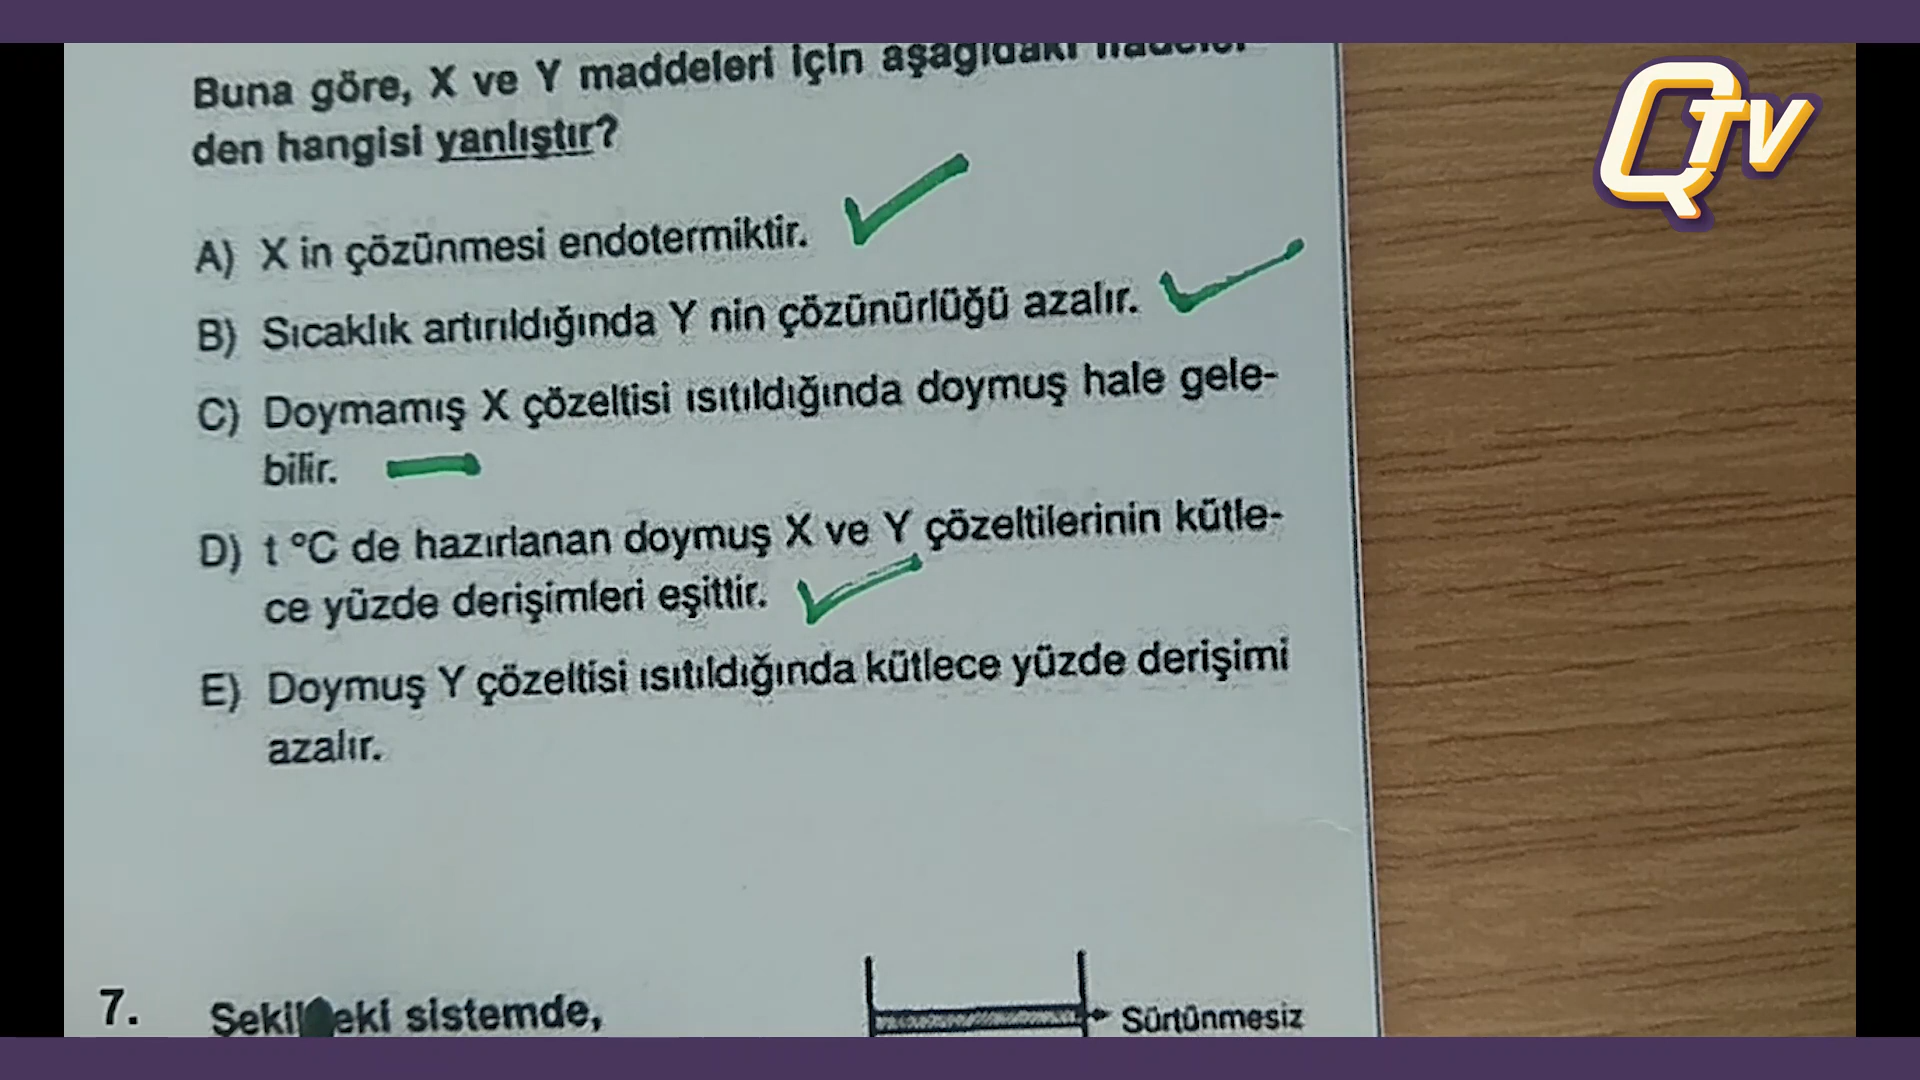 QTV
Buna göre, X ve Y maddeleri için aşağıdaki ifadeler
den hangisi yanlıştır?
A) X in çözünmesi endotermiktir.
B) Sıcaklık artırıldığında Y nin çözünürlüğü azalır.
C) Doymamış X çözeltisi ısıtıldığında doymuş hale gele-
bilir.
D) t °C de hazırlanan doymuş X ve Y çözeltilerinin kütle-
ce yüzde derişimleri eşittir.
E) Doymuş Y çözeltisi ısıtıldığında kütlece yüzde derişimi
azalır.
7. Şekildeki sistemde,
Sürtünmesiz